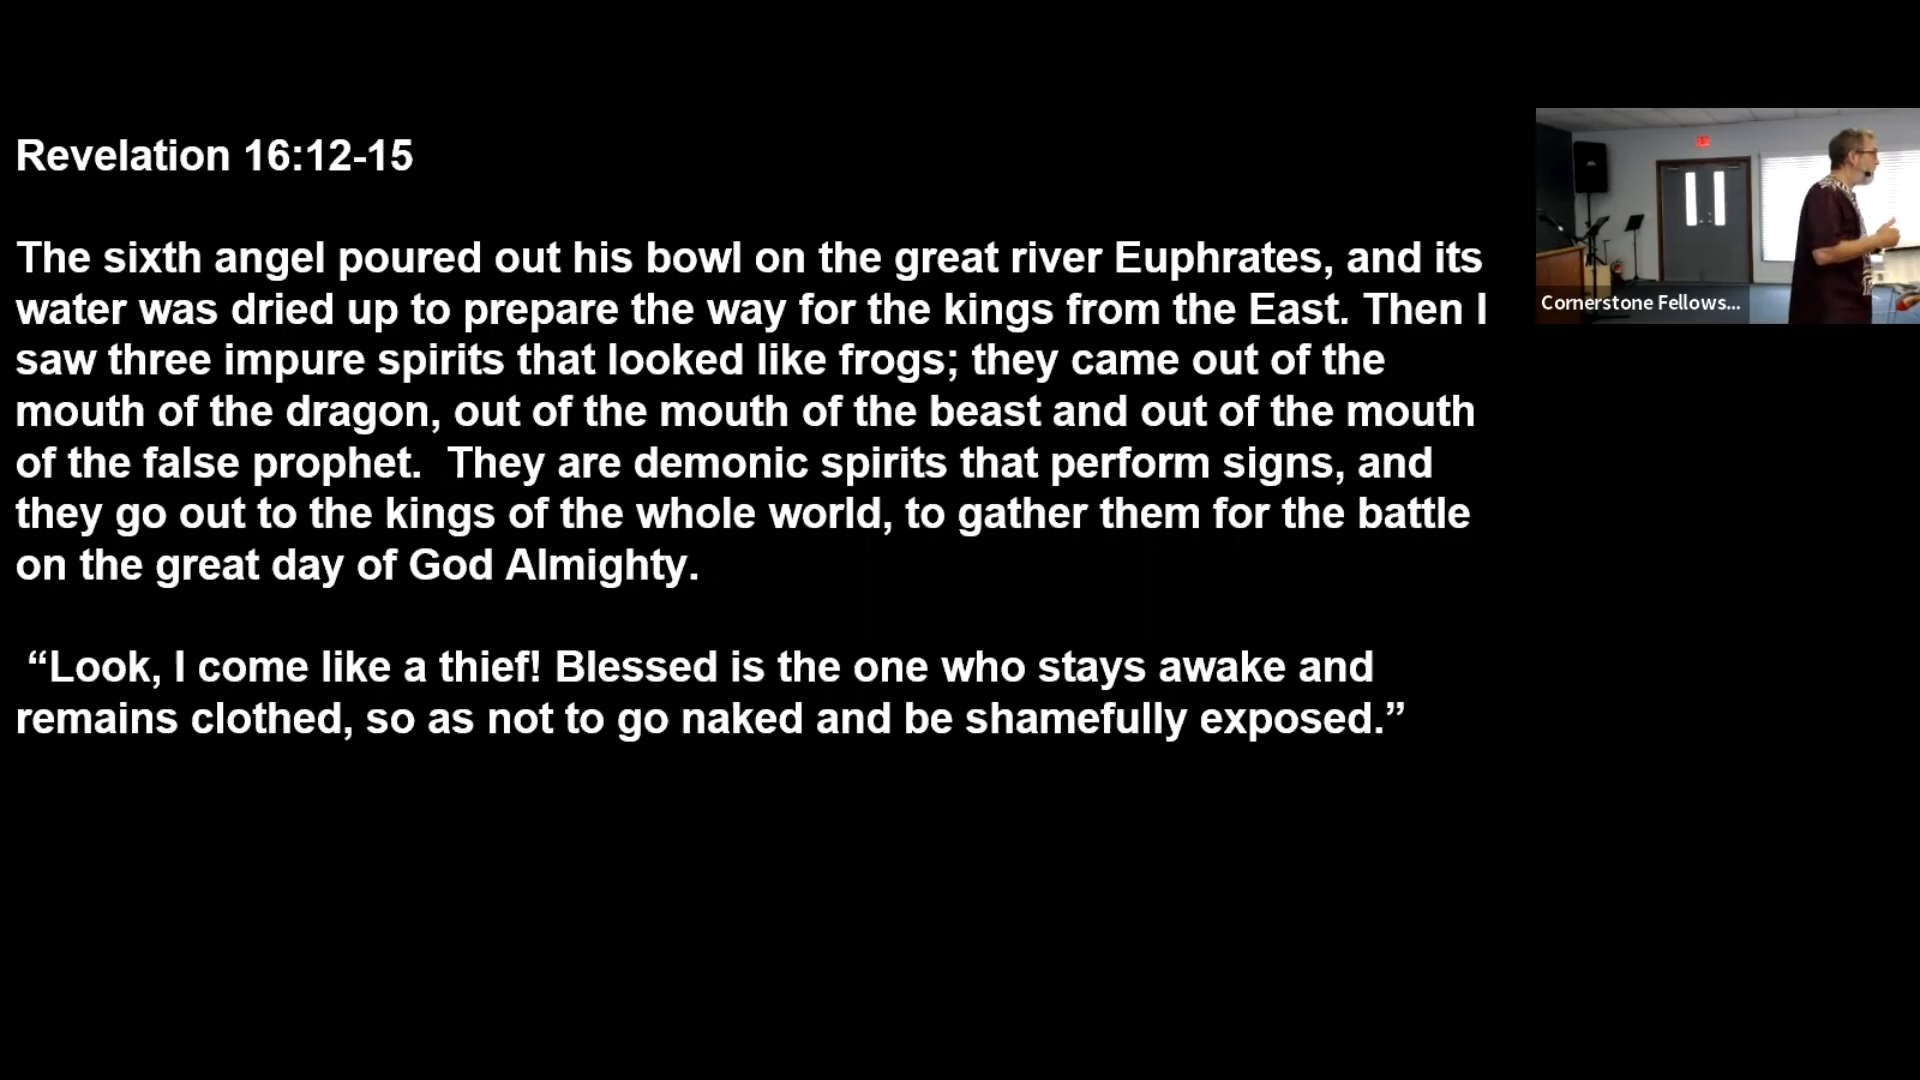 Revelation 16:12-15
The sixth angel poured out his bowl on the great river Euphrates, and its
water was dried up to prepare the way for the kings from the East. Then I
saw three impure spirits that looked like frogs; they came out of the
mouth of the dragon, out of the mouth of the beast and out of the mouth
of the false prophet.  They are demonic spirits that perform signs, and
they go out to the kings of the whole world, to gather them for the battle
on the great day of God Almighty.
“Look, I come like a thief! Blessed is the one who stays awake and
remains clothed, so as not to go naked and be shamefully exposed.”
Cornerstone Fellows...